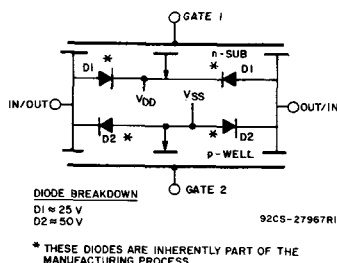 GATE 1
n-SUB
D1 * * D1
VDD VSS
IN/OUT OUT/IN
D2 * * D2
p-WELL
GATE 2
DIODE BREAKDOWN
D1 ≈ 25 V
D2 ≈ 50 V
92CS-27967RI
* THESE DIODES ARE INHERENTLY PART OF THE
MANUFACTURING PROCESS